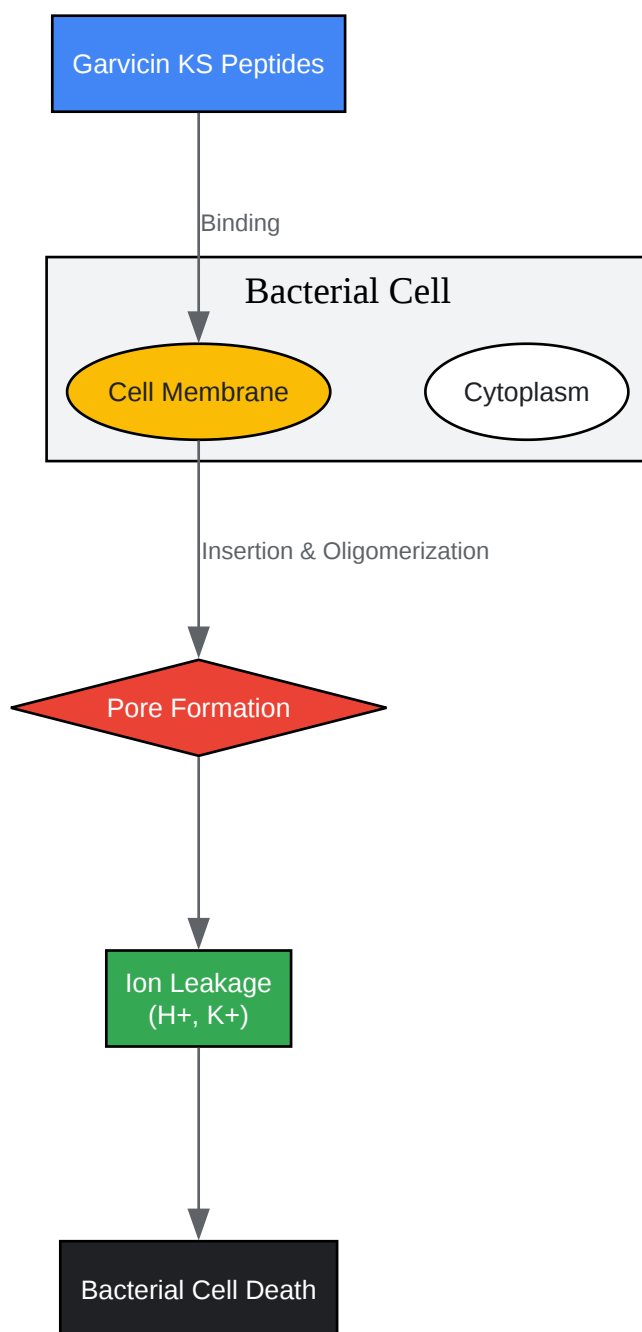 Garvicin KS Peptides
Binding
Bacterial Cell
Cell Membrane
Cytoplasm
Insertion & Oligomerization
Pore Formation
Ion Leakage
(H+, K+)
Bacterial Cell Death